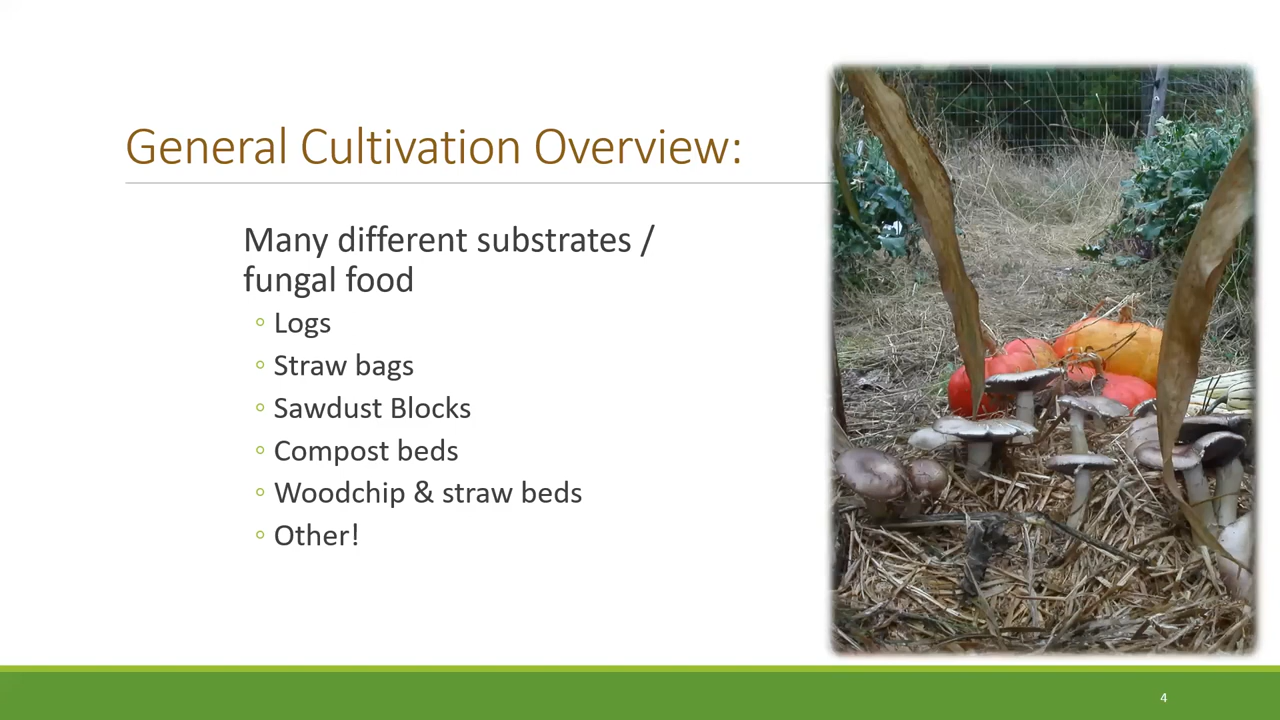 General Cultivation Overview:
Many different substrates /
fungal food
◦ Logs
◦ Straw bags
◦ Sawdust Blocks
◦ Compost beds
◦ Woodchip & straw beds
◦ Other!
4